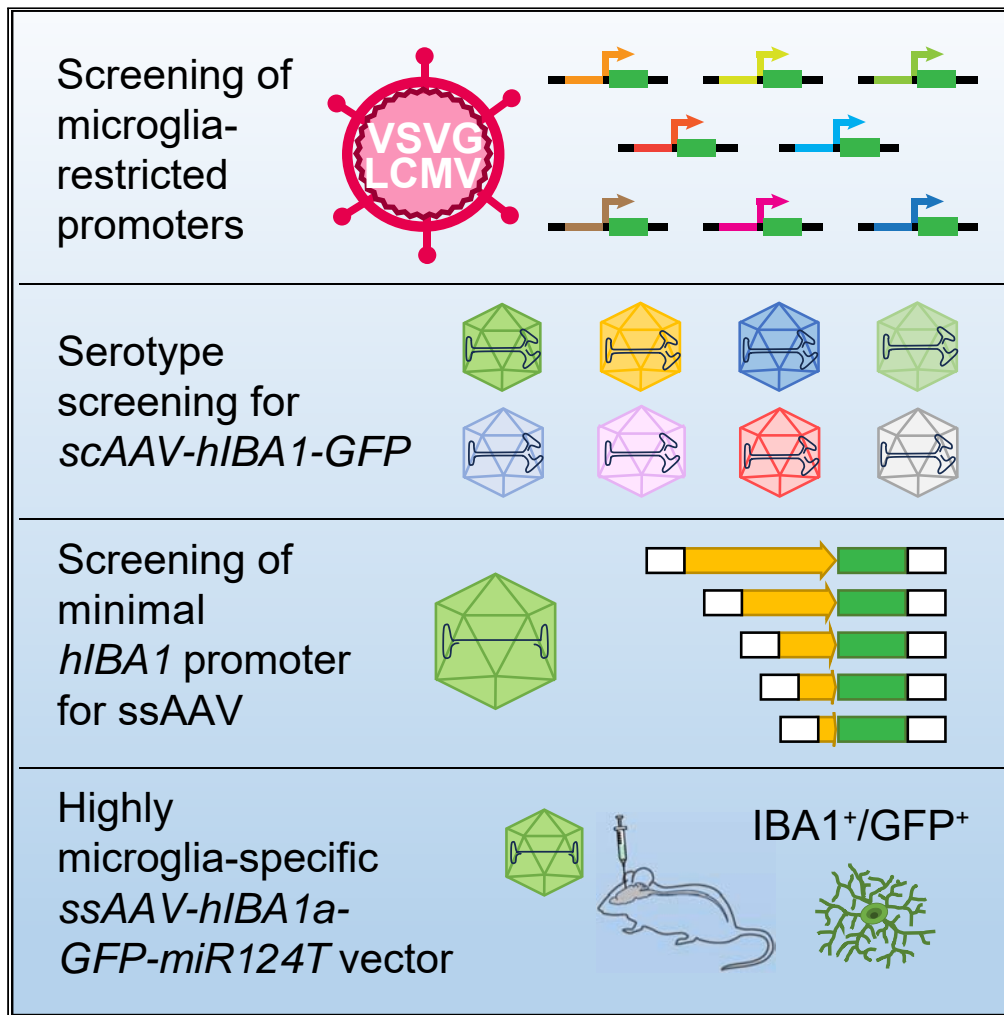 Screening of
microglia-
restricted
promoters
VSVG
LCMV
Serotype
screening for
scAAV-hIBA1-GFP
Screening of
minimal
hIBA1 promoter
for ssAAV
Highly
microglia-specific
ssAAV-hIBA1a-
GFP-miR124T vector
IBA1⁺/GFP⁺